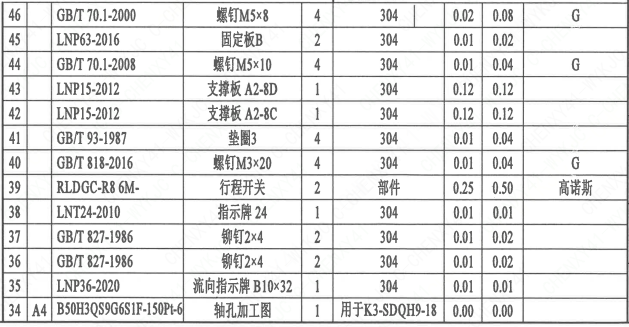 46 GB/T 70.1-2000 螺钉M5×8 4 304 0.02 0.08 G
45 LNP63-2016 固定板B 2 304 0.01 0.02
44 GB/T 70.1-2008 螺钉M5×10 4 304 0.01 0.04 G
43 LNP15-2012 支撑板 A2-8D 1 304 0.12 0.12
42 LNP15-2012 支撑板 A2-8C 1 304 0.12 0.12
41 GB/T 93-1987 垫圈3 4 304 0.01 0.04
40 GB/T 818-2016 螺钉M3×20 4 304 0.01 0.04 G
39 RLDGC-R8 6M- 行程开关 2 部件 0.25 0.50 高诺斯
38 LNT24-2010 指示牌 24 1 304 0.01 0.01
37 GB/T 827-1986 铆钉2×4 2 304 0.01 0.02
36 GB/T 827-1986 铆钉2×4 2 304 0.01 0.02
35 LNP36-2020 流向指示牌 B10×32 1 304 0.01 0.01
34 A4 B50H3QS9G6S1F-150Pt-6 轴孔加工图 1 用于K3-SDQH9-18 0.00 0.00